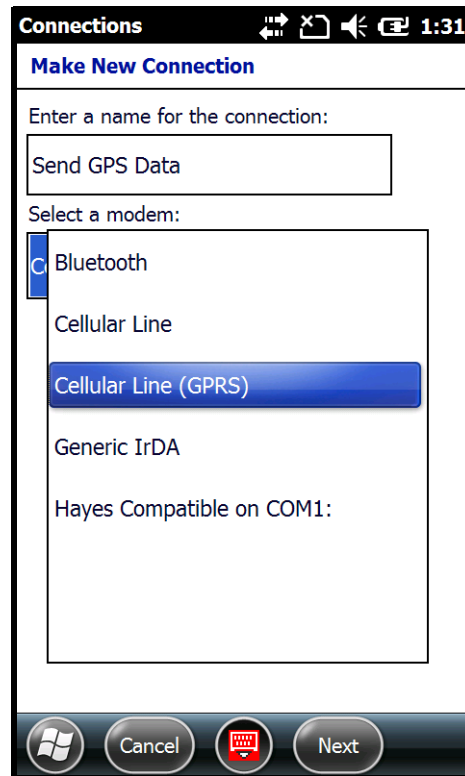 Connections 1:31
Make New Connection
Enter a name for the connection:
Send GPS Data
Select a modem:
C
Bluetooth
Cellular Line
Cellular Line (GPRS)
Generic IrDA
Hayes Compatible on COM1:
Cancel Next